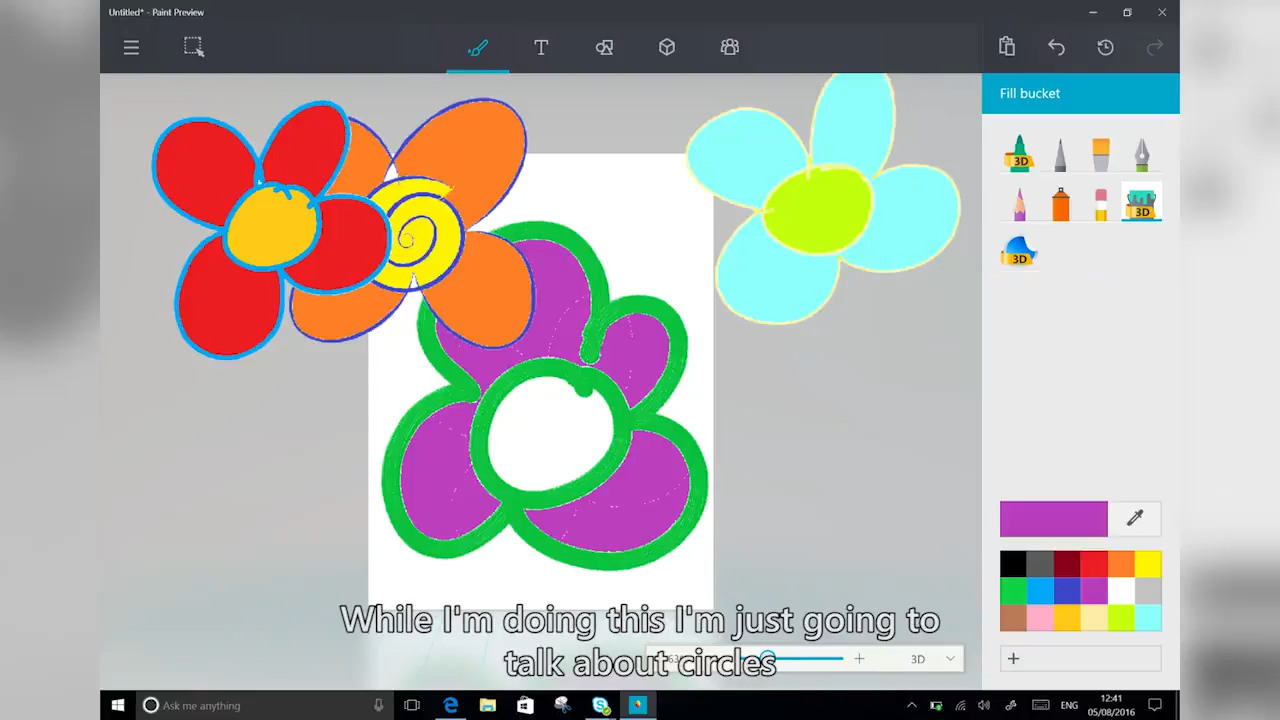 Untitled* - Paint Preview
T
Fill bucket
3D
3D
3D
While I'm doing this I'm just going to
talk about circles
3D
Ask me anything
ENG
12:41
05/08/2016